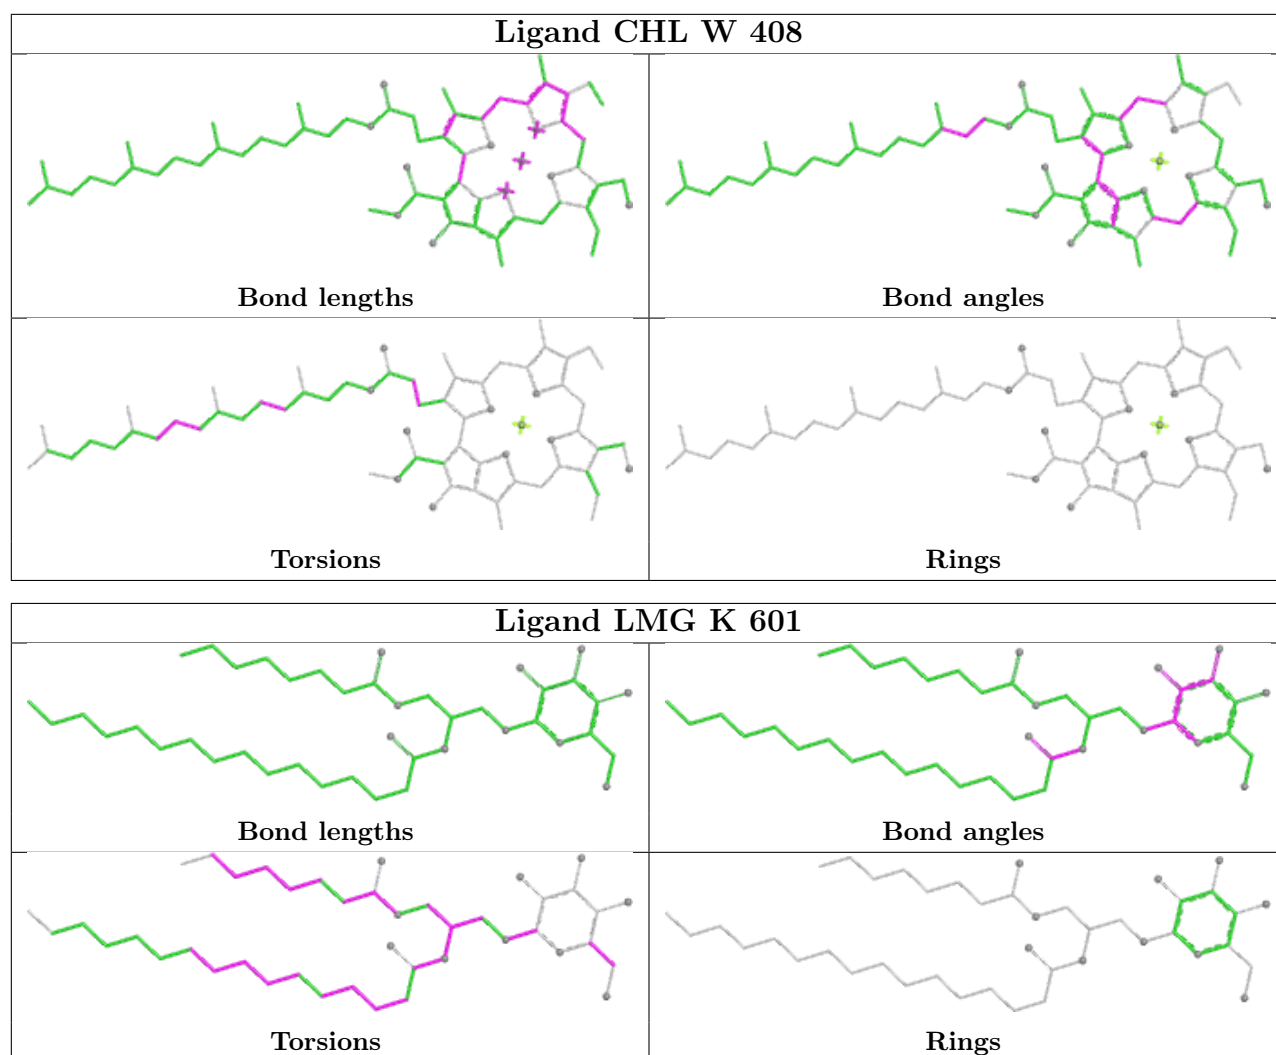 Ligand CHL W 408
Bond lengths
Bond angles
Torsions
Rings
Ligand LMG K 601
Bond lengths
Bond angles
Torsions
Rings